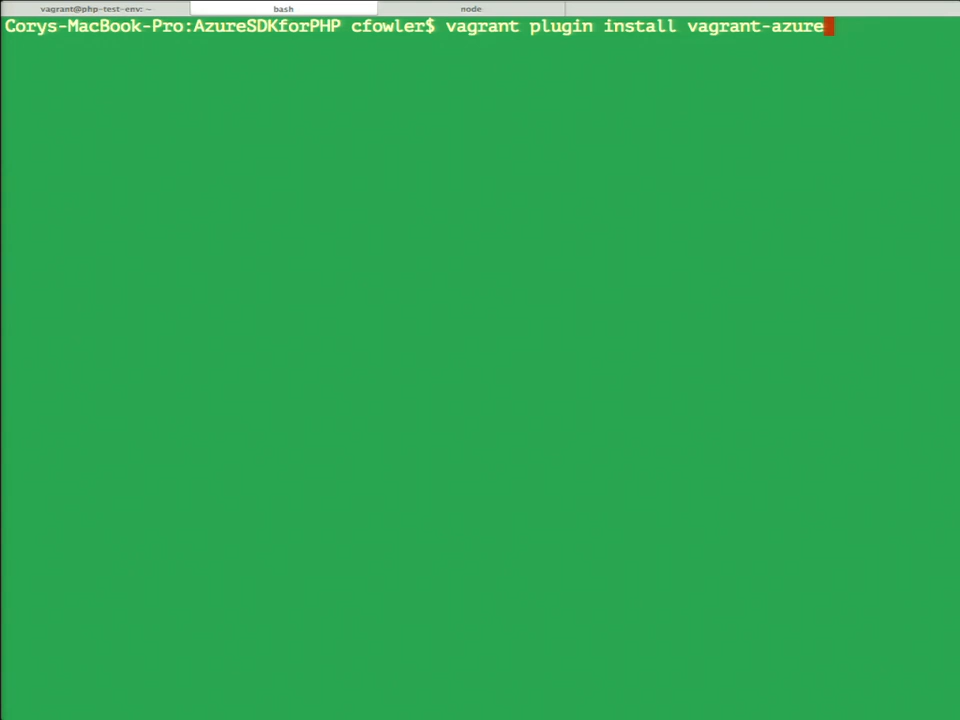 vagrant@php-test-env: ~
bash
node
Corys-MacBook-Pro:AzureSDKforPHP cfowler$ vagrant plugin install vagrant-azure